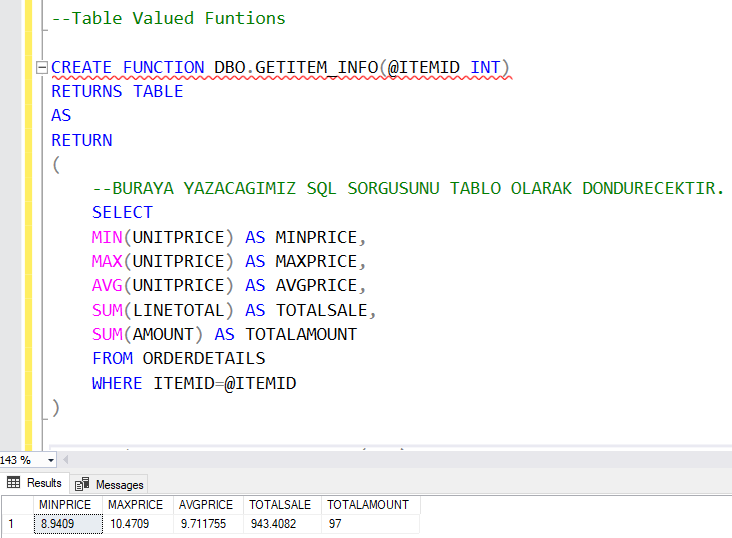 --Table Valued Funtions
CREATE FUNCTION DBO.GETITEM_INFO(@ITEMID INT)
RETURNS TABLE
AS
RETURN
(
--BURAYA YAZACAGIMIZ SQL SORGUSUNU TABLO OLARAK DONDURECEKTIR.
SELECT
MIN(UNITPRICE) AS MINPRICE,
MAX(UNITPRICE) AS MAXPRICE,
AVG(UNITPRICE) AS AVGPRICE,
SUM(LINETOTAL) AS TOTALSALE,
SUM(AMOUNT) AS TOTALAMOUNT
FROM ORDERDETAILS
WHERE ITEMID=@ITEMID
)
143 %
Results Messages
MINPRICE MAXPRICE AVGPRICE TOTALSALE TOTALAMOUNT
1 8.9409 10.4709 9.711755 943.4082 97